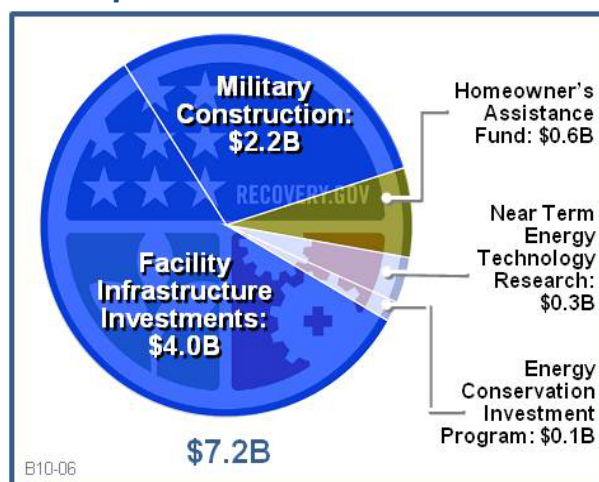 Military
Construction:
$2.2B
Homeowner's
Assistance
Fund: $0.6B
RECOVERY.GOV
Near Term
Energy
Technology
Research:
$0.3B
Facility
Infrastructure
Investments:
$4.0B
Energy
Conservation
Investment
Program: $0.1B
$7.2B
B10-06